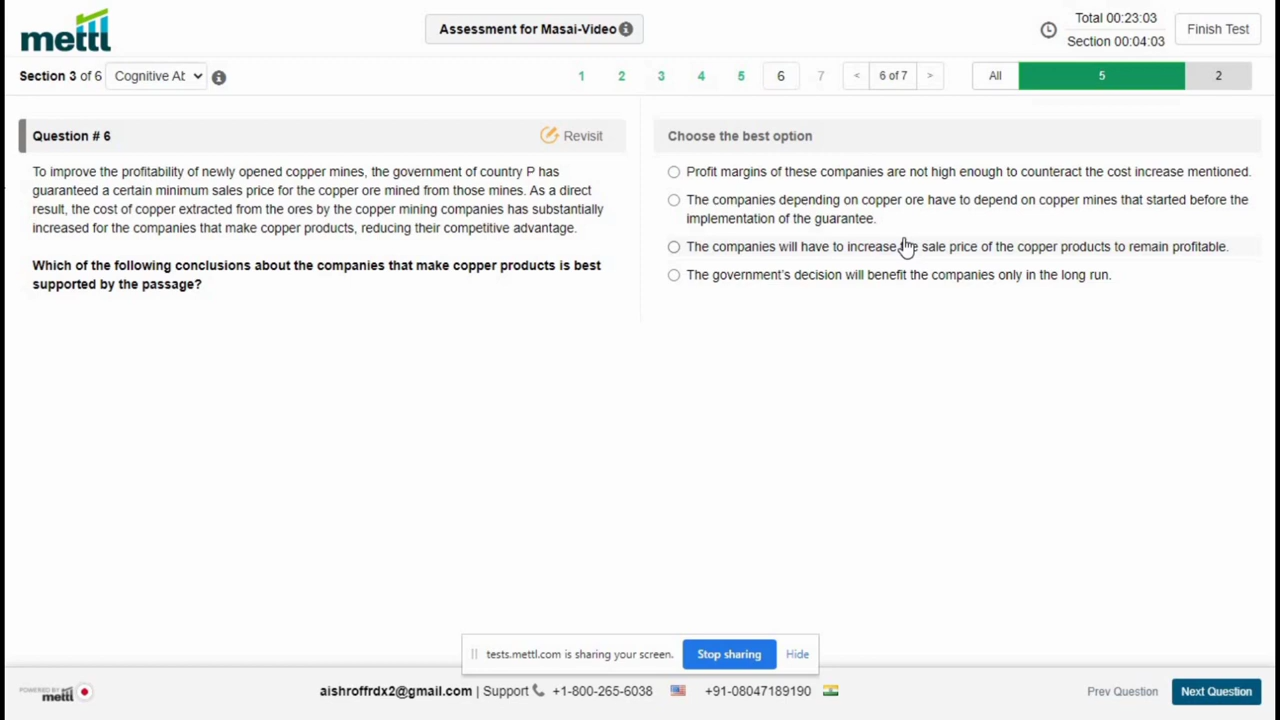 mettl
Assessment for Masai-Video
Total 00:23:03
Section 00:04:03
Finish Test
Section 3 of 6
Cognitive At
1 2 3 4 5 6 7
< 6 of 7 >
All 5 2
Question # 6
Revisit
To improve the profitability of newly opened copper mines, the government of country P has
guaranteed a certain minimum sales price for the copper ore mined from those mines. As a direct
result, the cost of copper extracted from the ores by the copper mining companies has substantially
increased for the companies that make copper products, reducing their competitive advantage.
Which of the following conclusions about the companies that make copper products is best
supported by the passage?
Choose the best option
Profit margins of these companies are not high enough to counteract the cost increase mentioned.
The companies depending on copper ore have to depend on copper mines that started before the
implementation of the guarantee.
The companies will have to increase the sale price of the copper products to remain profitable.
The government's decision will benefit the companies only in the long run.
tests.mettl.com is sharing your screen.
Stop sharing
Hide
POWERED BY
mettl
aishroffrdx2@gmail.com | Support +1-800-265-6038 +91-08047189190
Prev Question
Next Question